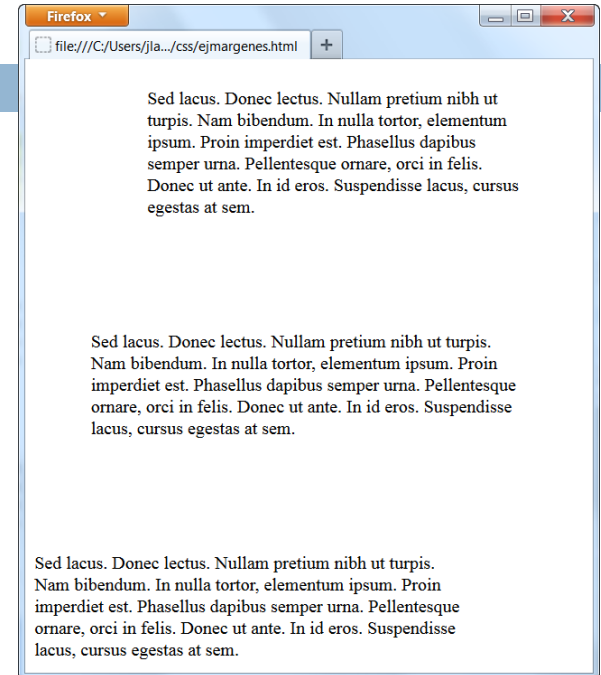 Firefox
file:///C:/Users/jla.../css/ejmargenes.html
Sed lacus. Donec lectus. Nullam pretium nibh ut
turpis. Nam bibendum. In nulla tortor, elementum
ipsum. Proin imperdiet est. Phasellus dapibus
semper urna. Pellentesque ornare, orci in felis.
Donec ut ante. In id eros. Suspendisse lacus, cursus
egestas at sem.
Sed lacus. Donec lectus. Nullam pretium nibh ut turpis.
Nam bibendum. In nulla tortor, elementum ipsum. Proin
imperdiet est. Phasellus dapibus semper urna. Pellentesque
ornare, orci in felis. Donec ut ante. In id eros. Suspendisse
lacus, cursus egestas at sem.
Sed lacus. Donec lectus. Nullam pretium nibh ut turpis.
Nam bibendum. In nulla tortor, elementum ipsum. Proin
imperdiet est. Phasellus dapibus semper urna. Pellentesque
ornare, orci in felis. Donec ut ante. In id eros. Suspendisse
lacus, cursus egestas at sem.